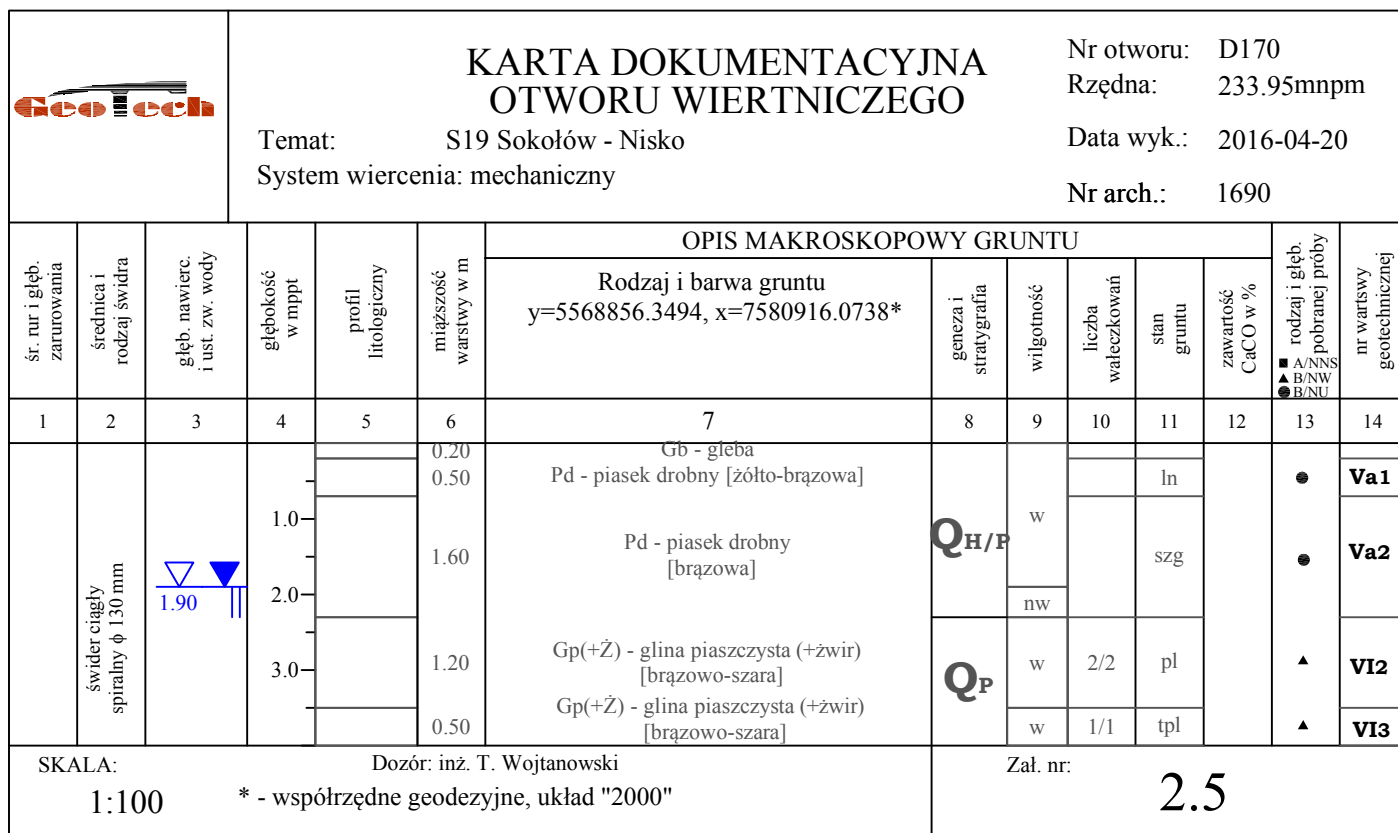 GeoTech
KARTA DOKUMENTACYJNA
OTWORU WIERTNICZEGO
Temat: S19 Sokołów - Nisko
System wiercenia: mechaniczny
Nr otworu: D170
Rzędna: 233.95mnpm
Data wyk.: 2016-04-20
Nr arch.: 1690
śr. rur i głęb.
zarurowania
średnica i
rodzaj świdra
głęb. nawierc.
i ust. zw. wody
głębokość
w mppt
profil
litologiczny
miąższość
warstwy w m
OPIS MAKROSKOPOWY GRUNTU
Rodzaj i barwa gruntu
y=5568856.3494, x=7580916.0738*
geneza i
stratygrafia
wilgotność
liczba
wałeczkowań
stan
gruntu
zawartość
CaCO w %
rodzaj i głęb.
pobranej próby
A/NNS
B/NW
B/NU
nr wartswy
geotechnicznej
1 2 3 4 5 6 7 8 9 10 11 12 13 14
0.20 Gb - gleba
0.50 Pd - piasek drobny [żółto-brązowa] ln Va1
1.0
1.60 Pd - piasek drobny
[brązowa]
QH/P w szg Va2
1.90
2.0
nw
świder ciągły
spiralny ϕ 130 mm
3.0
1.20 Gp(+Ż) - glina piaszczysta (+żwir)
[brązowo-szara]
QP w 2/2 pl VI2
0.50 Gp(+Ż) - glina piaszczysta (+żwir)
[brązowo-szara]
w 1/1 tpl VI3
SKALA:
1:100
Dozór: inż. T. Wojtanowski
* - współrzędne geodezyjne, układ "2000"
Zał. nr:
2.5